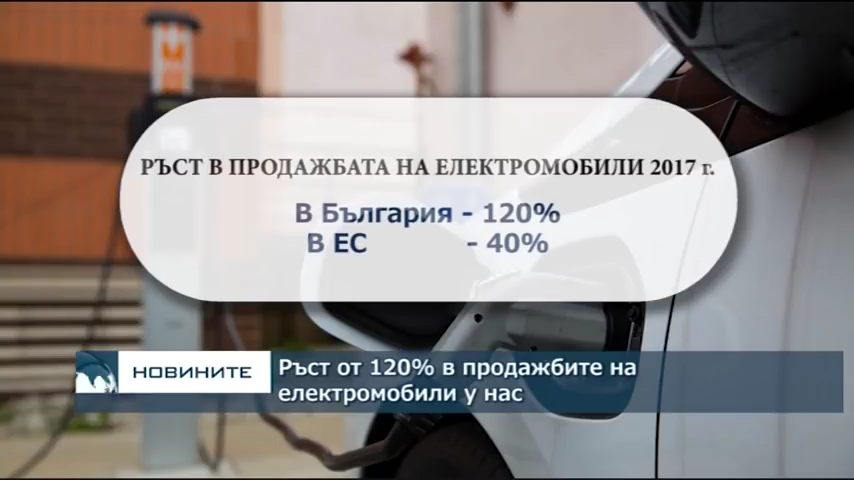 РЪСТ В ПРОДАЖБАТА НА ЕЛЕКТРОМОБИЛИ 2017 г.
В България - 120%
В ЕС - 40%
НОВИНИТЕ
Ръст от 120% в продажбите на
електромобили у нас